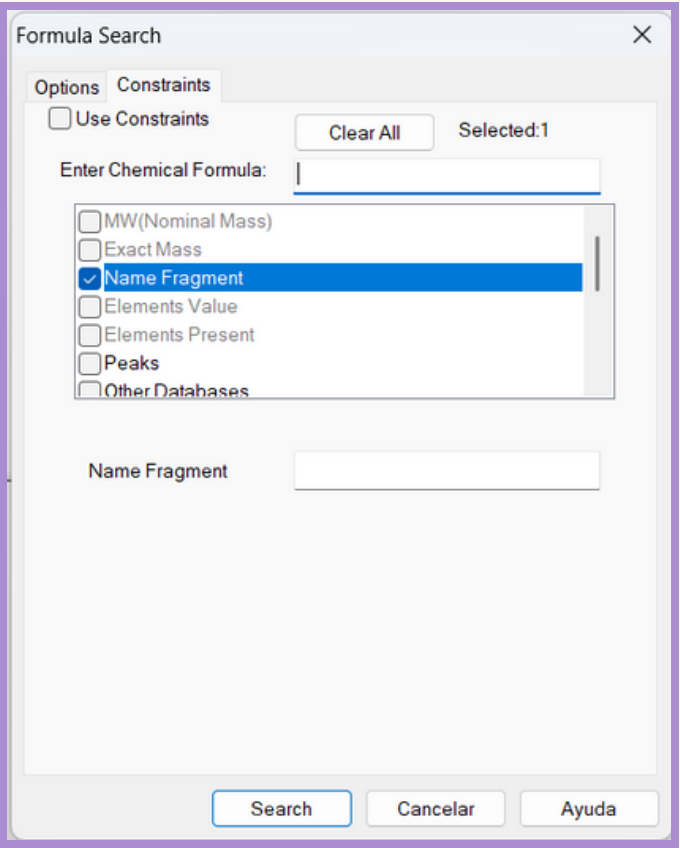 Formula Search
Options Constraints
Use Constraints
Clear All
Selected:1
Enter Chemical Formula:
MW(Nominal Mass)
Exact Mass
Name Fragment
Elements Value
Elements Present
Peaks
Other Databases
Name Fragment
Search Cancelar Ayuda